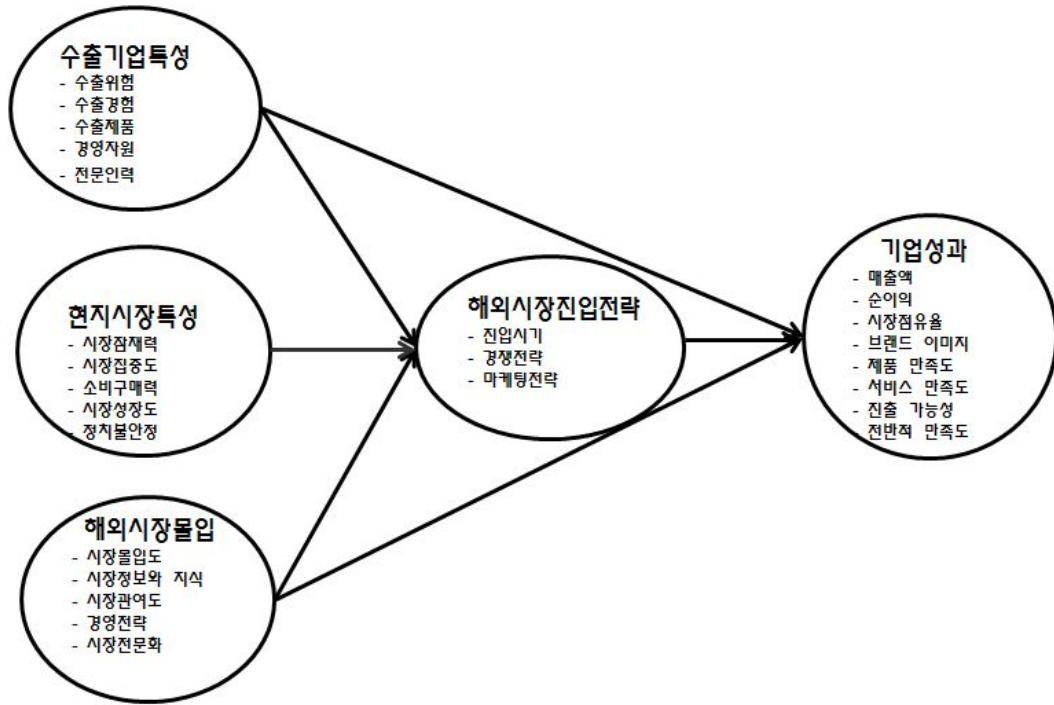 수출기업특성
- 수출위험
- 수출경험
- 수출제품
- 경영자원
- 전문인력
현지시장특성
- 시장잠재력
- 시장집중도
- 소비구매력
- 시장성장도
- 정치불안정
해외시장몰입
- 시장몰입도
- 시장정보와 지식
- 시장관여도
- 경영전략
- 시장전문화
해외시장진입전략
- 진입시기
- 경쟁전략
- 마케팅전략
기업성과
- 매출액
- 순이익
- 시장점유율
- 브랜드 이미지
- 제품 만족도
- 서비스 만족도
- 진출 가능성
- 전반적 만족도